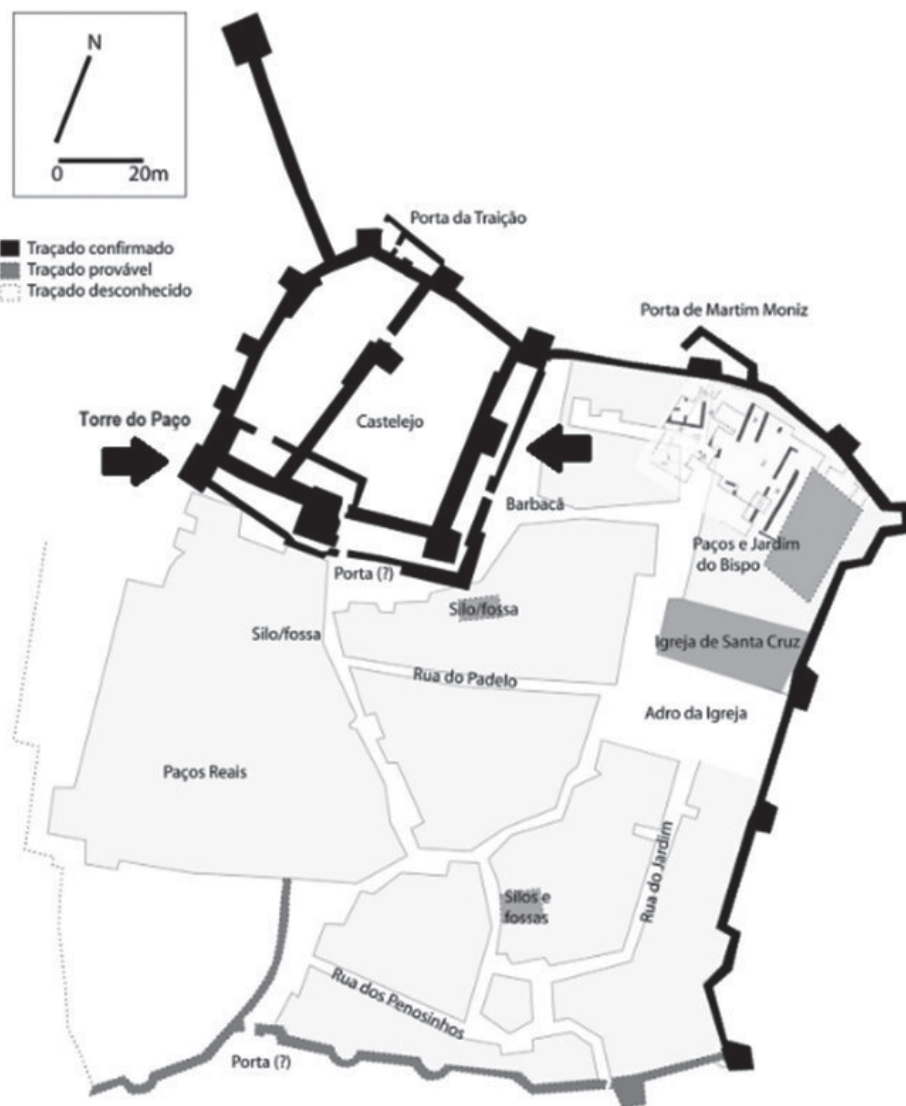 N
0 20m
Traçado confirmado
Traçado provável
Traçado desconhecido
Porta da Traição
Porta de Martim Moniz
Torre do Paço
Castelejo
Barbacã
Paços e Jardim
do Bispo
Porta (?)
Silo/fossa
Silo/fossa
Igreja de Santa Cruz
Rua do Padelo
Adro da Igreja
Paços Reais
Rua do Jardim
Silos e
fossas
Rua dos Penosinhos
Porta (?)